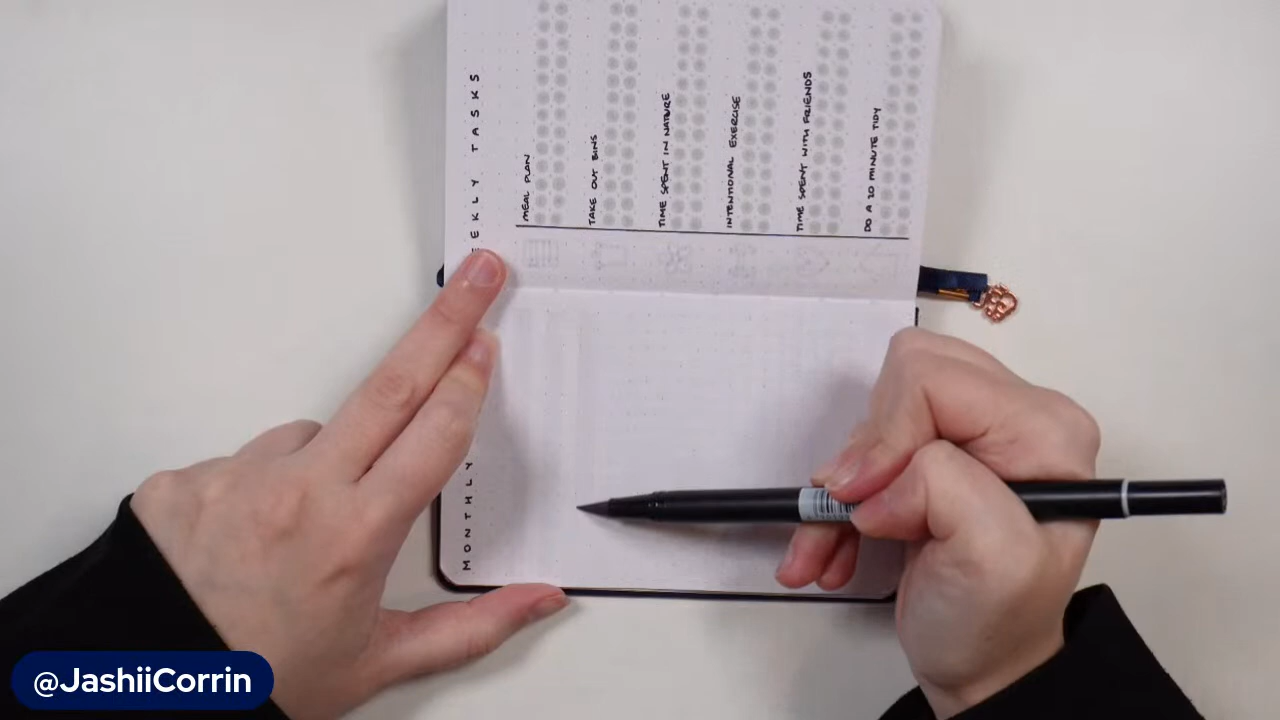 WEEKLY TASKS
MEAL PLAN
TAKE OUT BINS
TIME SPENT IN NATURE
INTENTIONAL EXERCISE
TIME SPENT WITH FRIENDS
DO A 20 MINUTE TIDY
MONTHLY
@JashiiCorrin